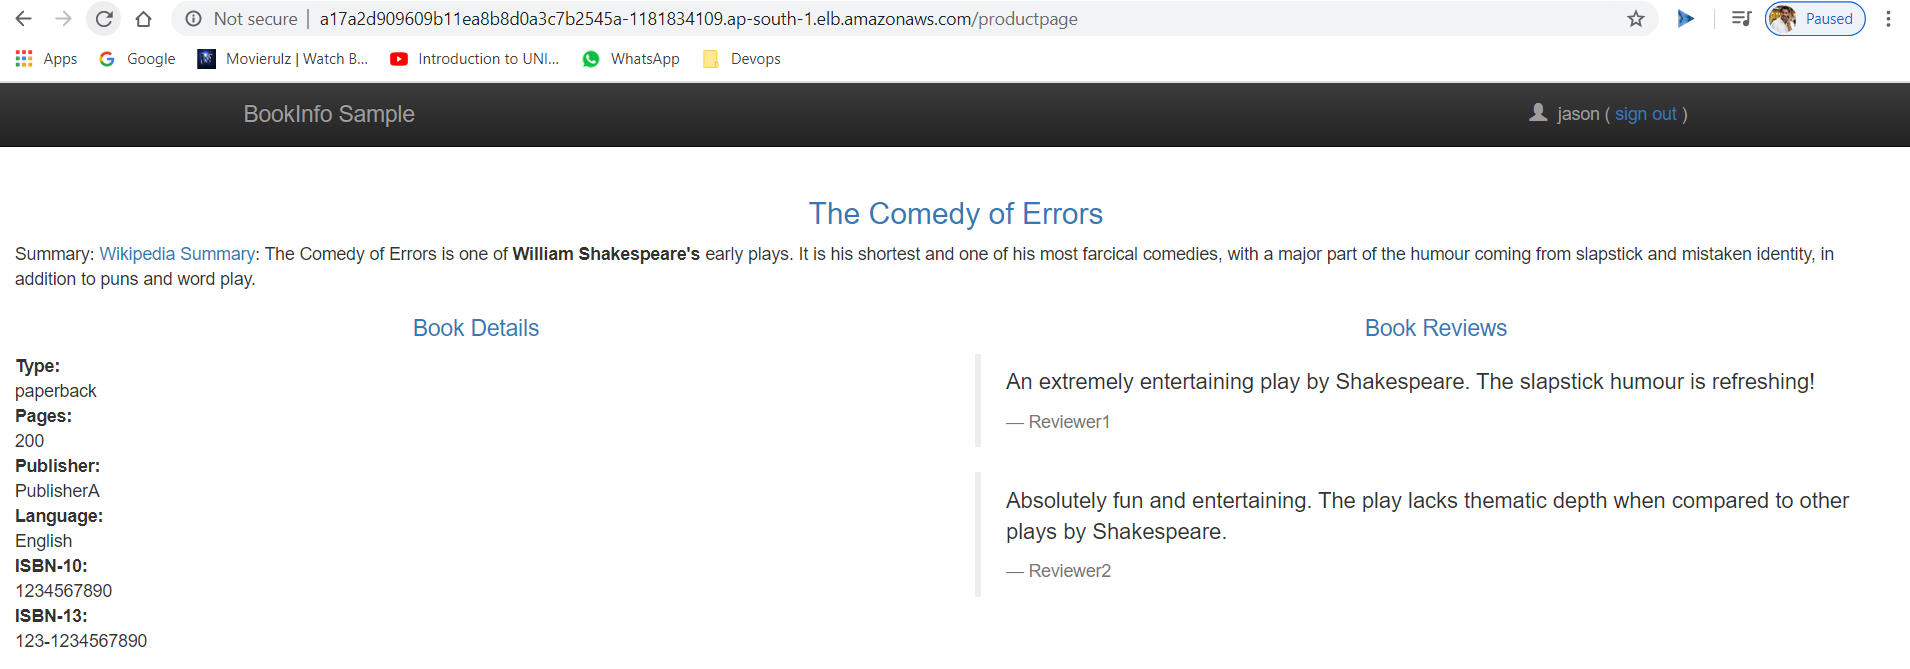 Not secure | a17a2d909609b11ea8b8d0a3c7b2545a-1181834109.ap-south-1.elb.amazonaws.com/productpage
Paused
Apps
Google
Movierulz | Watch B...
Introduction to UNI...
WhatsApp
Devops
BookInfo Sample
jason ( sign out )
The Comedy of Errors
Summary: Wikipedia Summary: The Comedy of Errors is one of William Shakespeare's early plays. It is his shortest and one of his most farcical comedies, with a major part of the humour coming from slapstick and mistaken identity, in
addition to puns and word play.
Book Details
Type:
paperback
Pages:
200
Publisher:
PublisherA
Language:
English
ISBN-10:
1234567890
ISBN-13:
123-1234567890
Book Reviews
An extremely entertaining play by Shakespeare. The slapstick humour is refreshing!
— Reviewer1
Absolutely fun and entertaining. The play lacks thematic depth when compared to other
plays by Shakespeare.
— Reviewer2